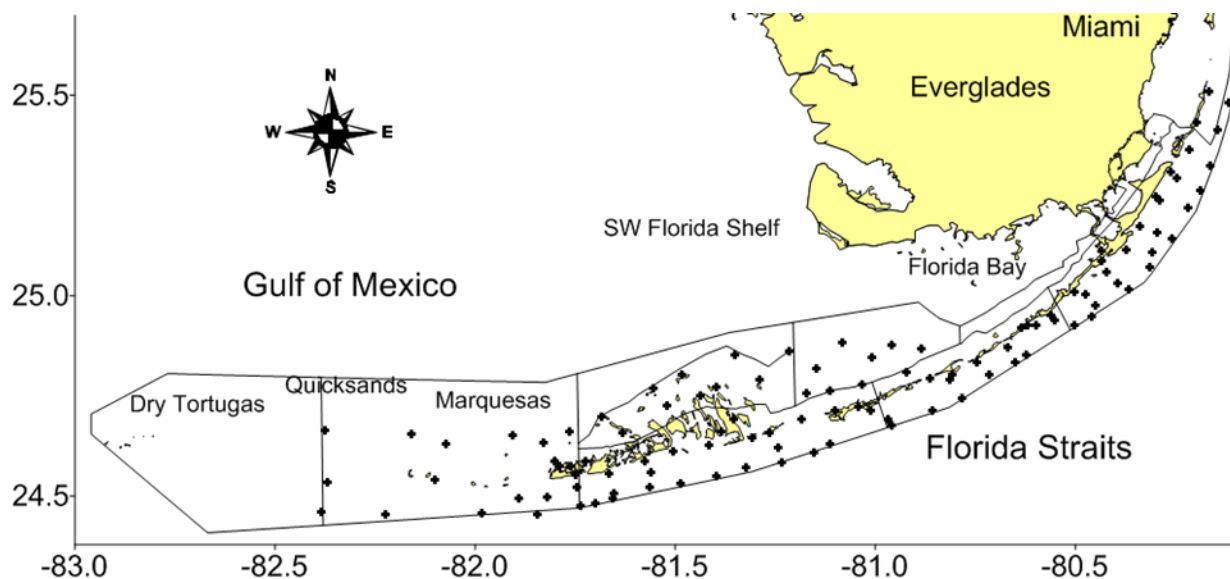 Miami
Everglades
25.5
N
W
E
S
SW Florida Shelf
Florida Bay
Gulf of Mexico
25.0
Quicksands
Dry Tortugas
Marquesas
Florida Straits
24.5
-83.0
-82.5
-82.0
-81.5
-81.0
-80.5